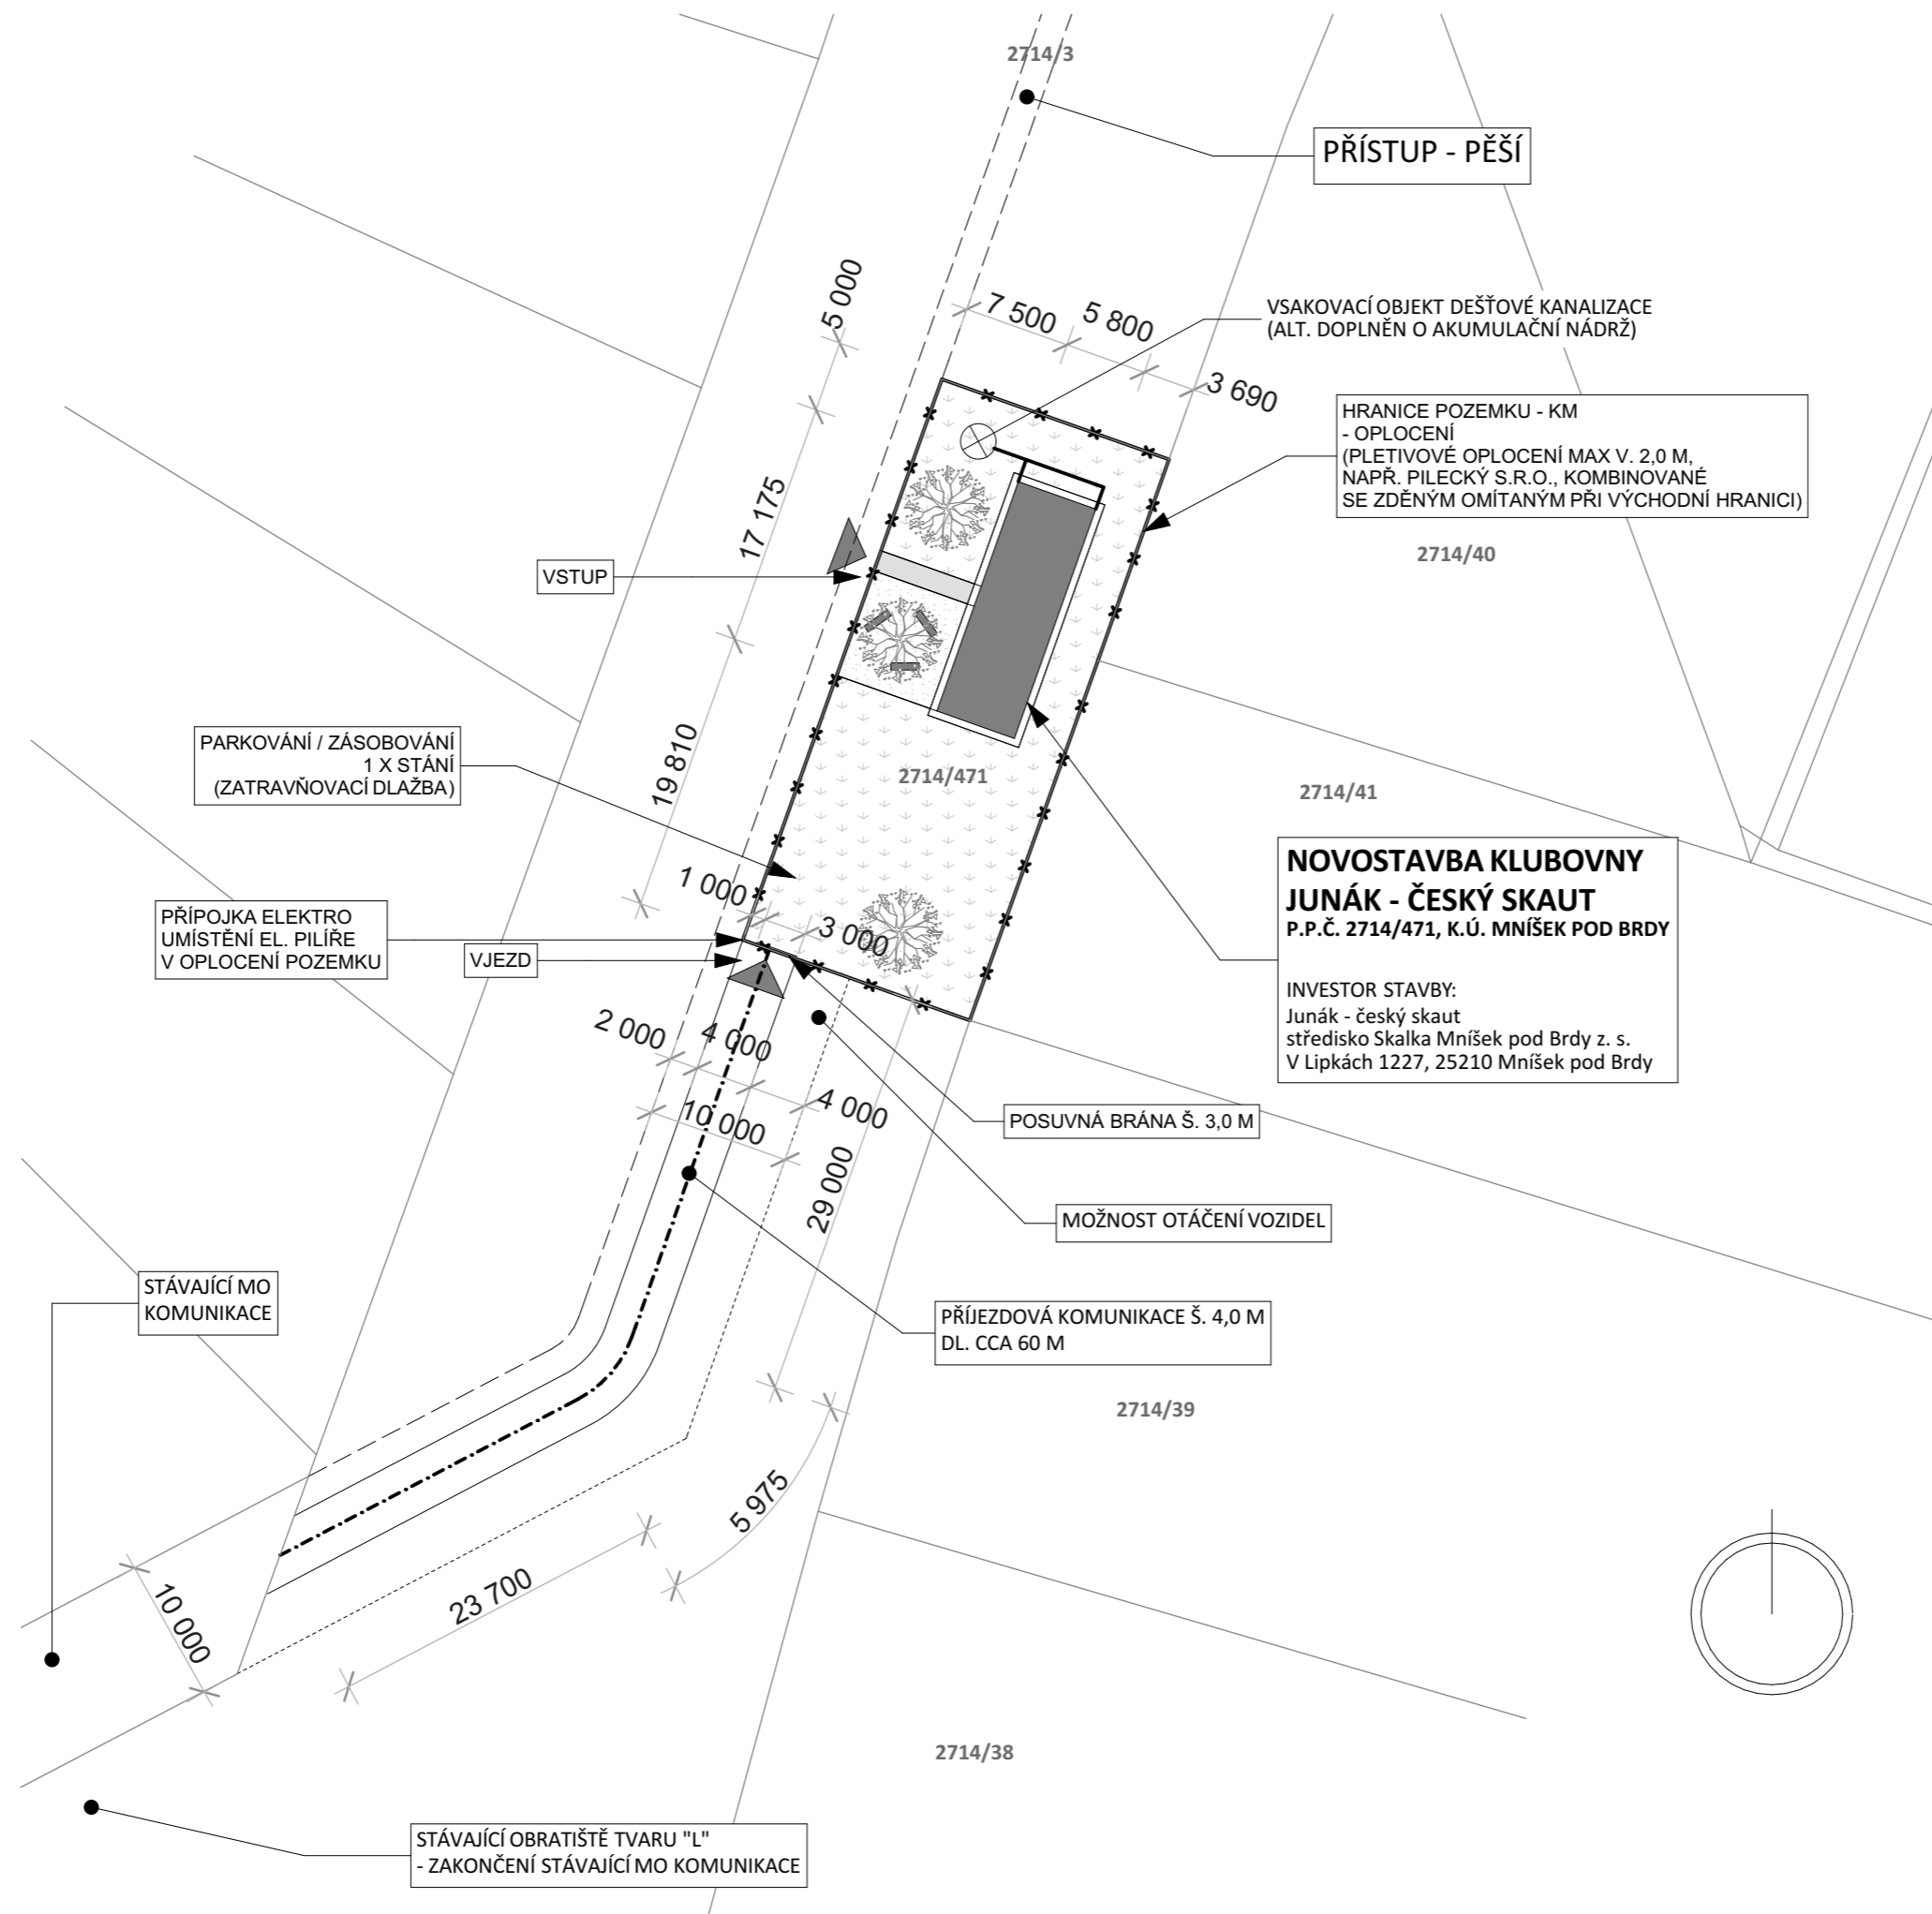 2714/3
PŘÍSTUP - PĚŠÍ
5 000
7 500
5 800
3 690
VSAKOVACÍ OBJEKT DEŠŤOVÉ KANALIZACE
(ALT. DOPLNĚN O AKUMULAČNÍ NÁDRŽ)
HRANICE POZEMKU - KM
- OPLOCENÍ
(PLETIVOVÉ OPLOCENÍ MAX V. 2,0 M,
NAPŘ. PILECKÝ S.R.O., KOMBINOVANÉ
SE ZDĚNÝM OMÍTANÝM PŘI VÝCHODNÍ HRANICI)
2714/40
17 175
VSTUP
19 810
PARKOVÁNÍ / ZÁSOBOVÁNÍ
1 X STÁNÍ
(ZATRAVŇOVACÍ DLAŽBA)
2714/471
2714/41
NOVOSTAVBA KLUBOVNY
JUNÁK - ČESKÝ SKAUT
P.P.Č. 2714/471, K.Ú. MNÍŠEK POD BRDY
INVESTOR STAVBY:
Junák - český skaut
středisko Skalka Mníšek pod Brdy z. s.
V Lipkách 1227, 25210 Mníšek pod Brdy
1 000
3 000
PŘÍPOJKA ELEKTRO
UMÍSTĚNÍ EL. PILÍŘE
V OPLOCENÍ POZEMKU
VJEZD
2 000
4 000
4 000
10 000
POSUVNÁ BRÁNA Š. 3,0 M
29 000
MOŽNOST OTÁČENÍ VOZIDEL
STÁVAJÍCÍ MO
KOMUNIKACE
PŘÍJEZDOVÁ KOMUNIKACE Š. 4,0 M
DL. CCA 60 M
2714/39
5 975
23 700
10 000
2714/38
STÁVAJÍCÍ OBRATIŠTĚ TVARU "L"
- ZAKONČENÍ STÁVAJÍCÍ MO KOMUNIKACE